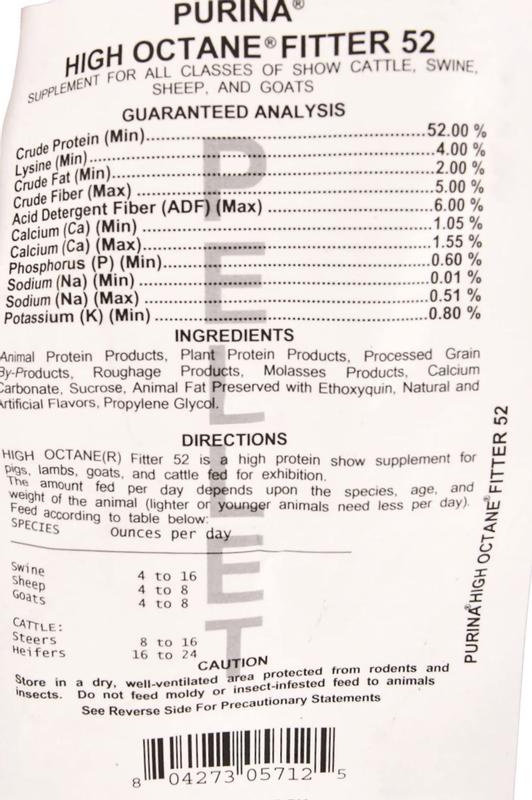 PURINA®
HIGH OCTANE® FITTER 52
SUPPLEMENT FOR ALL CLASSES OF SHOW CATTLE, SWINE,
SHEEP, AND GOATS
GUARANTEED ANALYSIS
Crude Protein (Min)..........52.00 %
Lysine (Min)..........4.00 %
Crude Fat (Min)..........2.00 %
Crude Fiber (Max) ..........5.00 %
Acid Detergent Fiber (ADF) (Max) ..........6.00 %
Calcium (Ca) (Min) ..........1.05 %
Calcium (Ca) (Max)..........1.55 %
Phosphorus (P) (Min)..........0.60 %
Sodium (Na) (Min) ..........0.01 %
Sodium (Na) (Max) ..........0.51 %
Potassium (K) (Min) ..........0.80 %
INGREDIENTS
Animal Protein Products, Plant Protein Products, Processed Grain
By-Products, Roughage Products, Molasses Products, Calcium
Carbonate, Sucrose, Animal Fat Preserved with Ethoxyquin, Natural and
Artificial Flavors, Propylene Glycol.
DIRECTIONS
HIGH OCTANE(R) Fitter 52 is a high protein show supplement for
pigs, lambs, goats, and cattle fed for exhibition.
The amount fed per day depends upon the species, age, and
weight of the animal (lighter or younger animals need less per day).
Feed according to table below:
SPECIES Ounces per day
Swine 4 to 16
Sheep 4 to 8
Goats 4 to 8
CATTLE:
Steers 8 to 16
Heifers 16 to 24
CAUTION
Store in a dry, well-ventilated area protected from rodents and
insects. Do not feed moldy or insect-infested feed to animals
See Reverse Side For Precautionary Statements
8 04273 05712 5
PELLET
PURINA® HIGH OCTANE® FITTER 52